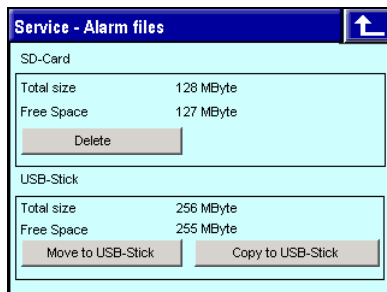 Service - Alarm files
SD-Card
Total size 128 MByte
Free Space 127 MByte
Delete
USB-Stick
Total size 256 MByte
Free Space 255 MByte
Move to USB-Stick Copy to USB-Stick